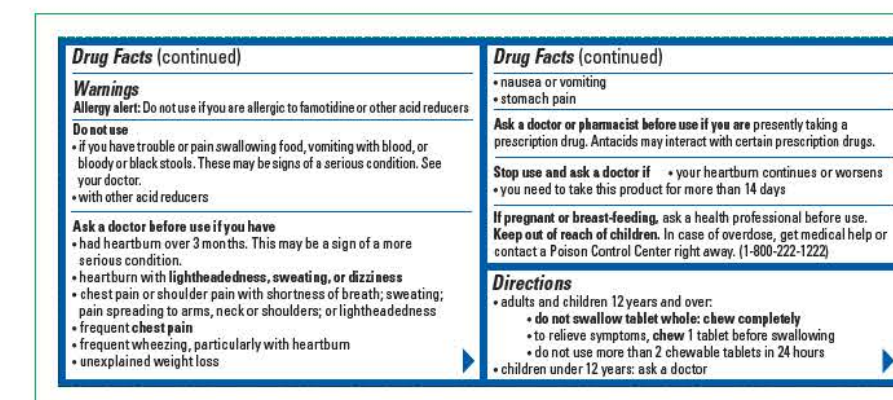 Drug Facts (continued)
Warnings
Allergy alert: Do not use if you are allergic to famotidine or other acid reducers
Do not use
• if you have trouble or pain swallowing food, vomiting with blood, or
bloody or black stools. These may be signs of a serious condition. See
your doctor.
• with other acid reducers
Ask a doctor before use if you have
• had heartburn over 3 months. This may be a sign of a more
serious condition.
• heartburn with lightheadedness, sweating, or dizziness
• chest pain or shoulder pain with shortness of breath; sweating;
pain spreading to arms, neck or shoulders; or lightheadedness
• frequent chest pain
• frequent wheezing, particularly with heartburn
• unexplained weight loss
Drug Facts (continued)
• nausea or vomiting
• stomach pain
Ask a doctor or pharmacist before use if you are presently taking a
prescription drug. Antacids may interact with certain prescription drugs.
Stop use and ask a doctor if • your heartburn continues or worsens
• you need to take this product for more than 14 days
If pregnant or breast-feeding, ask a health professional before use.
Keep out of reach of children. In case of overdose, get medical help or
contact a Poison Control Center right away. (1-800-222-1222)
Directions
• adults and children 12 years and over:
• do not swallow tablet whole: chew completely
• to relieve symptoms, chew 1 tablet before swallowing
• do not use more than 2 chewable tablets in 24 hours
• children under 12 years: ask a doctor